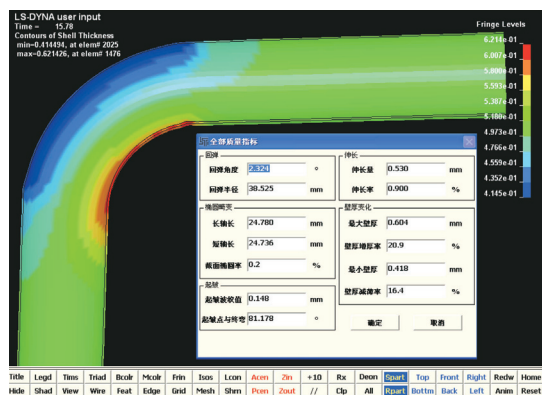 LS-DYNA user input
Time = 15.78
Contours of Shell Thickness
min=0.414494, at elem# 2025
max=0.621426, at elem# 1476
Fringe Levels
6.214e-01
6.007e-01
5.800e-01
5.593e-01
5.387e-01
5.180e-01
4.973e-01
4.766e-01
4.559e-01
4.352e-01
4.145e-01
全部质量指标
回弹
回弹角度 2.324 °
回弹半径 38.525 mm
伸长
伸长量 0.530 mm
伸长率 0.900 %
椭圆畸变
长轴长 24.780 mm
短轴长 24.736 mm
截面椭圆率 0.2 %
壁厚变化
最大壁厚 0.604 mm
壁厚增厚率 20.9 %
最小壁厚 0.418 mm
壁厚减薄率 16.4 %
起皱
起皱波纹值 0.148 mm
起皱点与终弯 81.178 °
确定 取消
Title Legd Tims Triad Bcolr Mcolr Frin Isos Lcon Acen Zin +10 Rx Deon Spart Top Front Right Redw Home
Hide Shad View Wire Feat Edge Grid Mesh Shrn Pcen Zout // Clp All Rpart Bottm Back Left Anim Reset